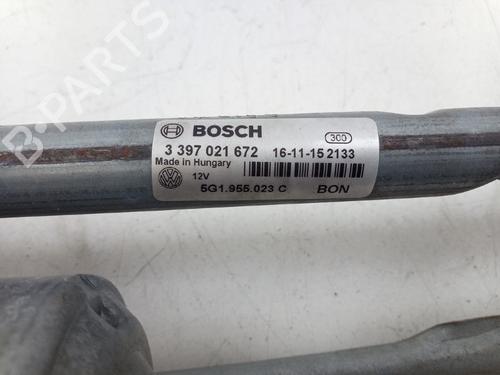 B-PARTS
BOSCH 300
3 397 021 672 16-11-15 2133
Made in Hungary
12V
5G1.955.023 C BON